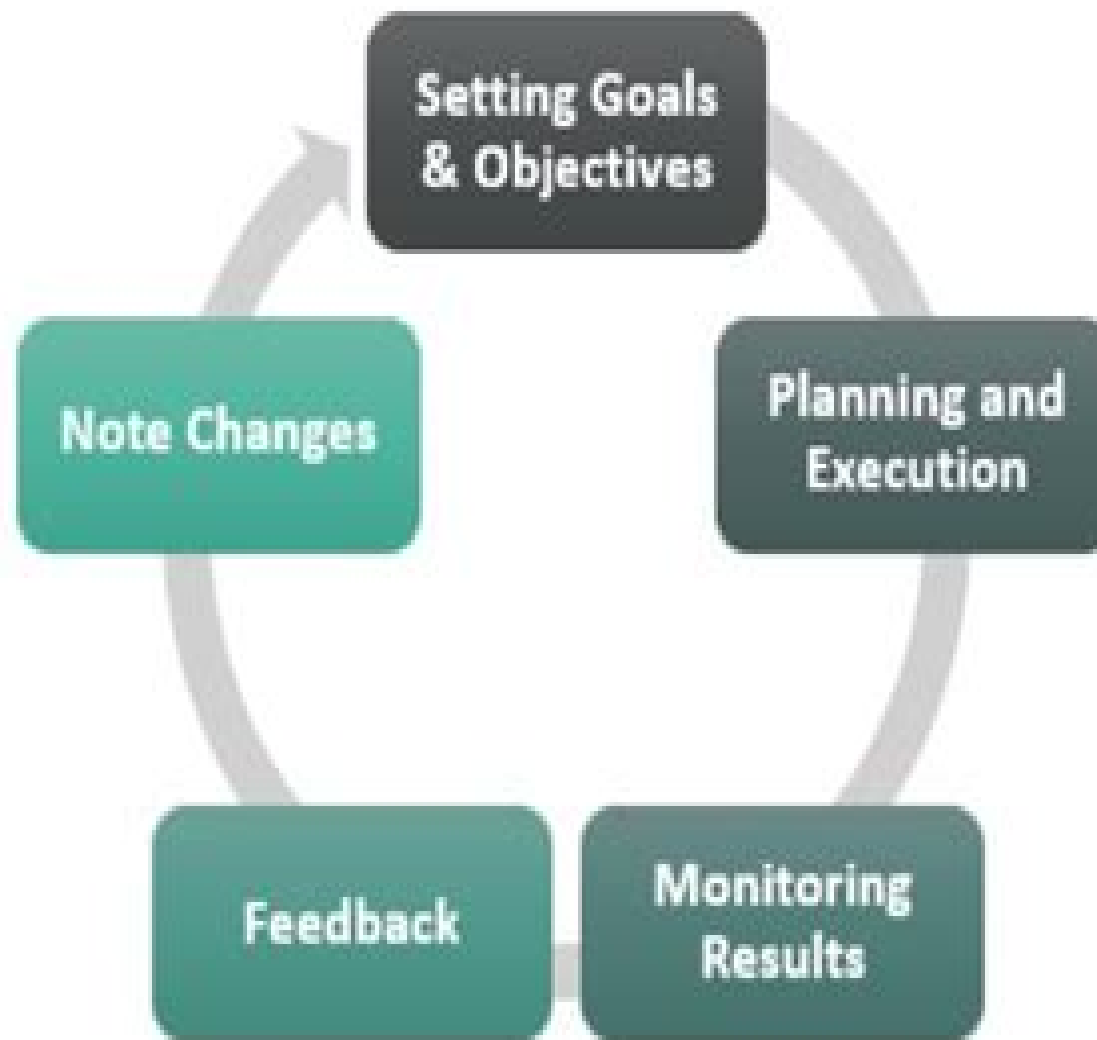 Setting Goals
& Objectives
Planning and
Execution
Monitoring
Results
Feedback
Note Changes